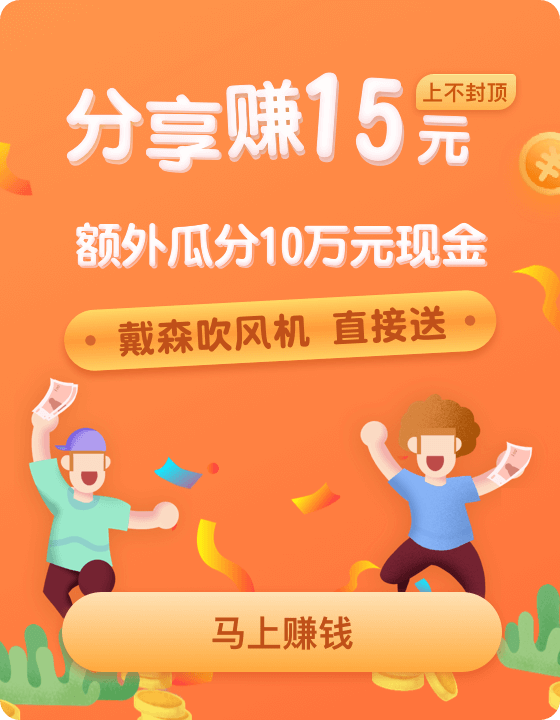 上不封顶
分享赚15元
额外瓜分10万元现金
戴森吹风机 直接送
马上赚钱